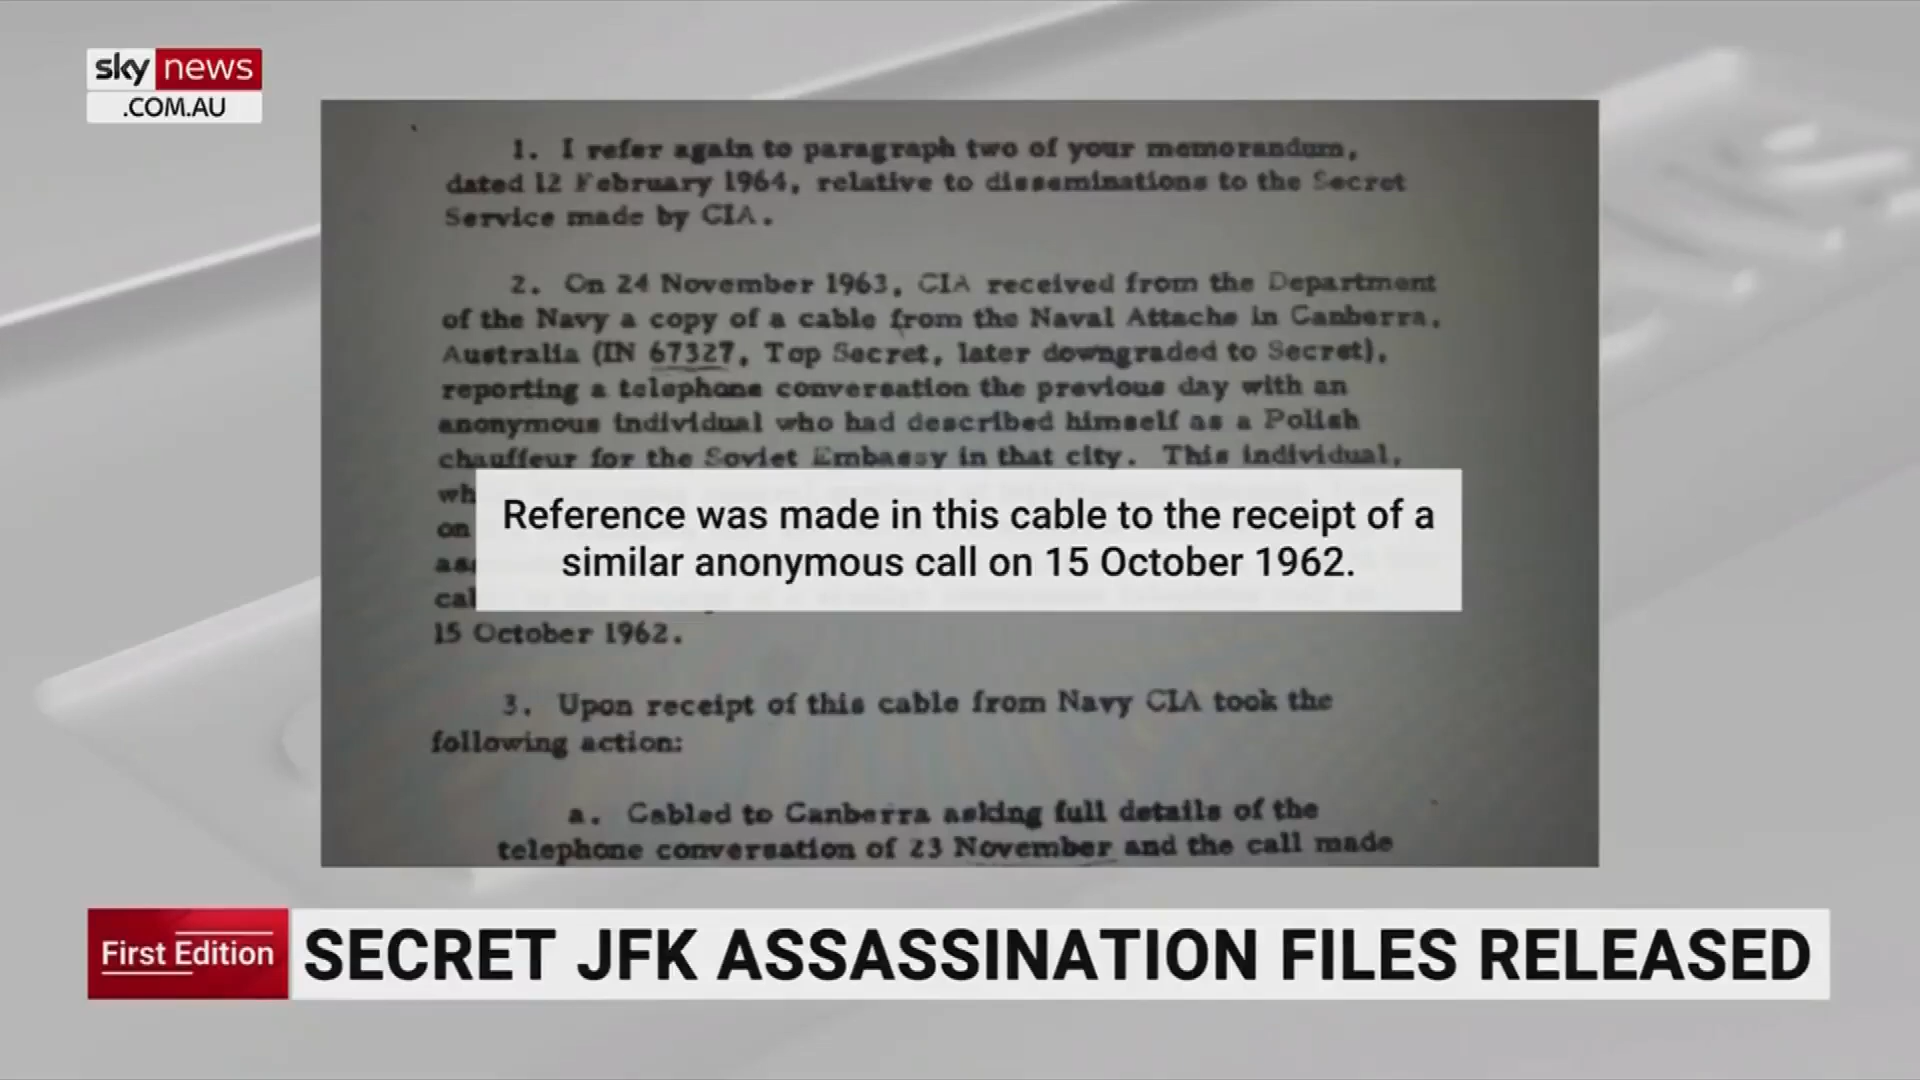 sky news
.COM.AU
1. I refer again to paragraph two of your memorandum,
dated 12 February 1964, relative to disseminations to the Secret
Service made by CIA.
2. On 24 November 1963, CIA received from the Department
of the Navy a copy of a cable from the Naval Attache in Canberra,
Australia (IN 67327, Top Secret, later downgraded to Secret),
reporting a telephone conversation the previous day with an
anonymous individual who had described himself as a Polish
chauffeur for the Soviet Embassy in that city. This individual,
wh
on
as
cal
Reference was made in this cable to the receipt of a
similar anonymous call on 15 October 1962.
15 October 1962.
3. Upon receipt of this cable from Navy CIA took the
following action:
a. Cabled to Canberra asking full details of the
telephone conversation of 23 November and the call made
First Edition
SECRET JFK ASSASSINATION FILES RELEASED